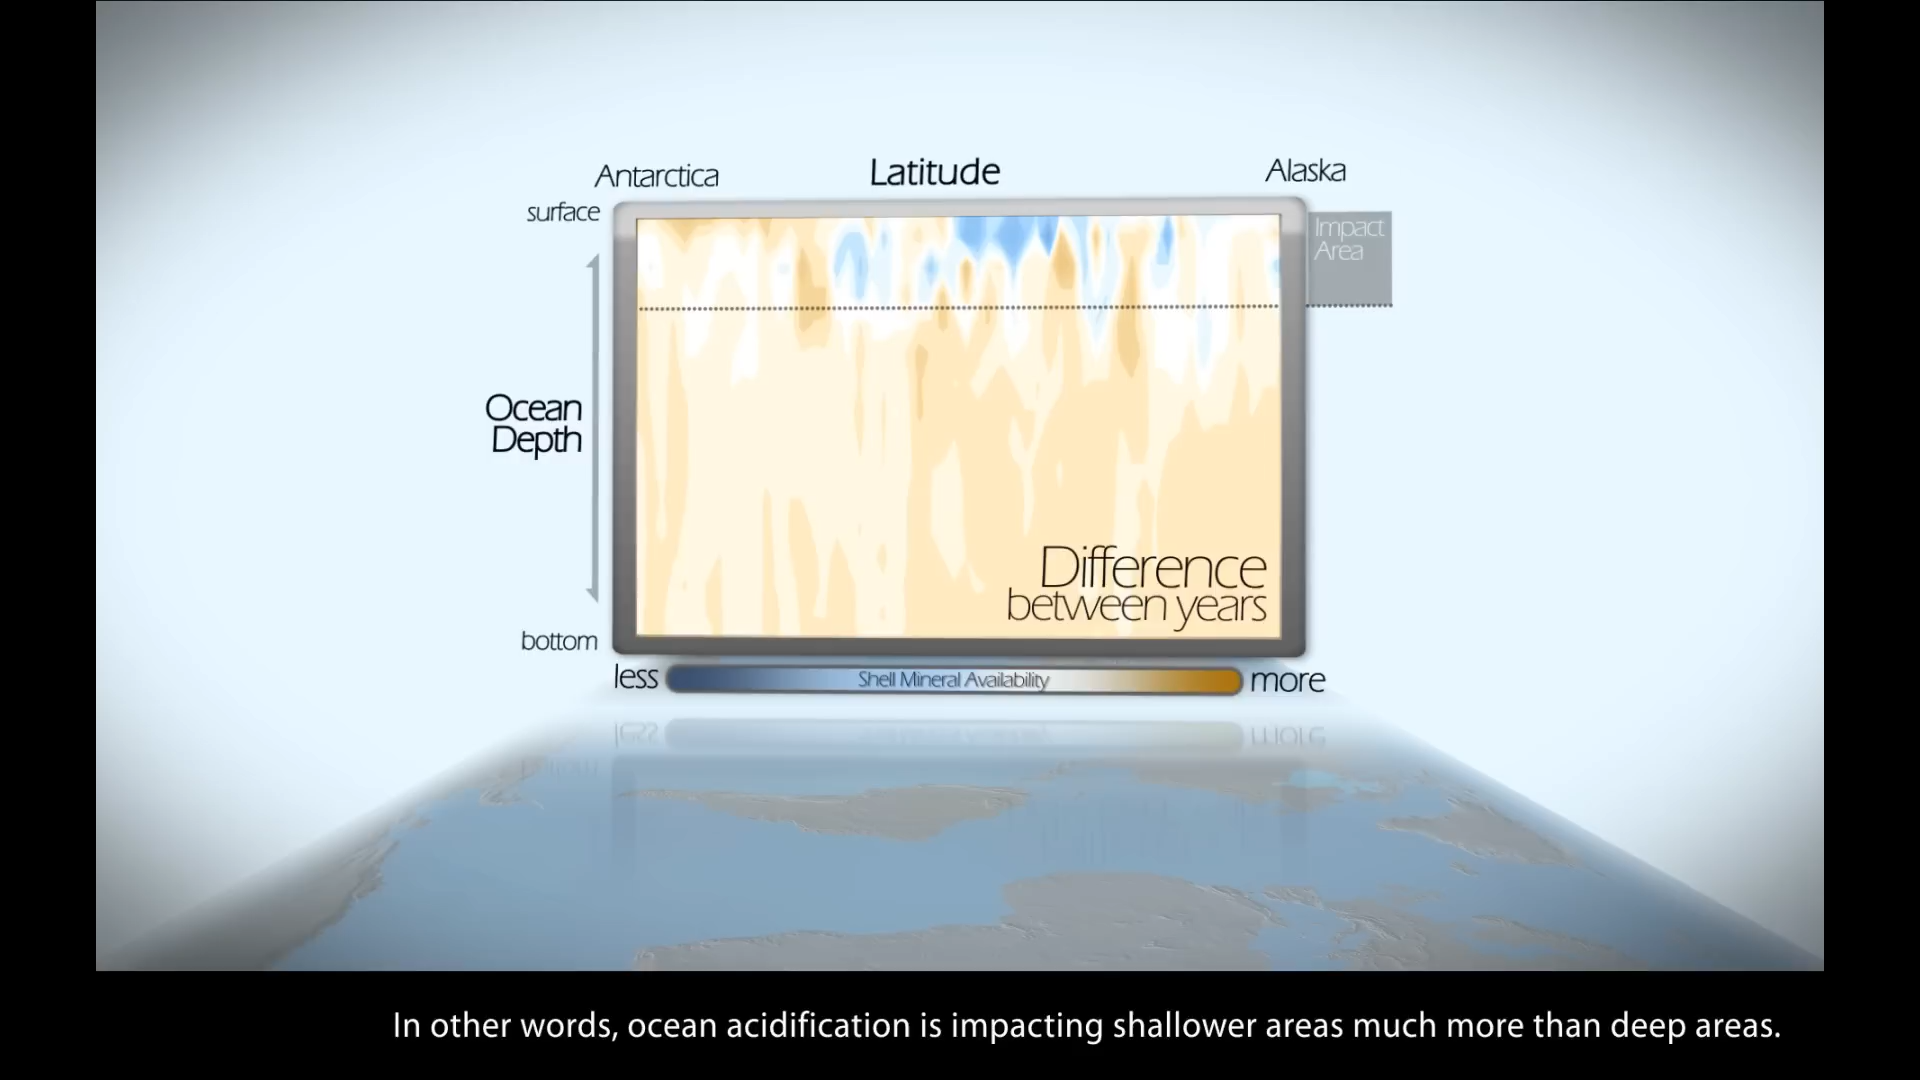 Antarctica
Latitude
Alaska
surface
Impact
Area
Ocean
Depth
Difference
between years
bottom
less
Shell Mineral Availability
more
In other words, ocean acidification is impacting shallower areas much more than deep areas.